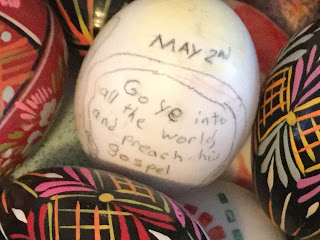 MAY 2ND
Go ye into
all the world,
and preach his
gospel